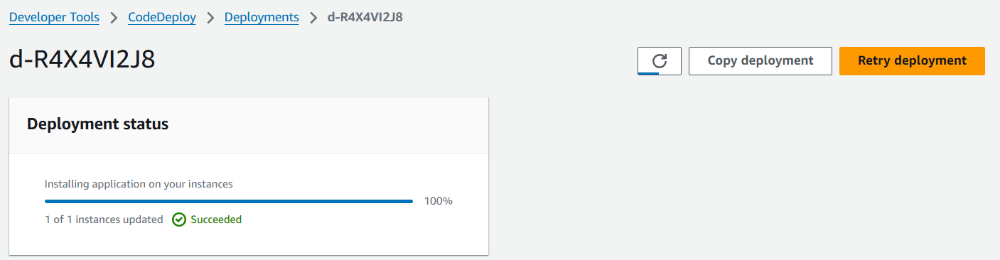 Developer Tools > CodeDeploy > Deployments > d-R4X4VI2J8
d-R4X4VI2J8
Copy deployment
Retry deployment
Deployment status
Installing application on your instances
100%
1 of 1 instances updated Succeeded